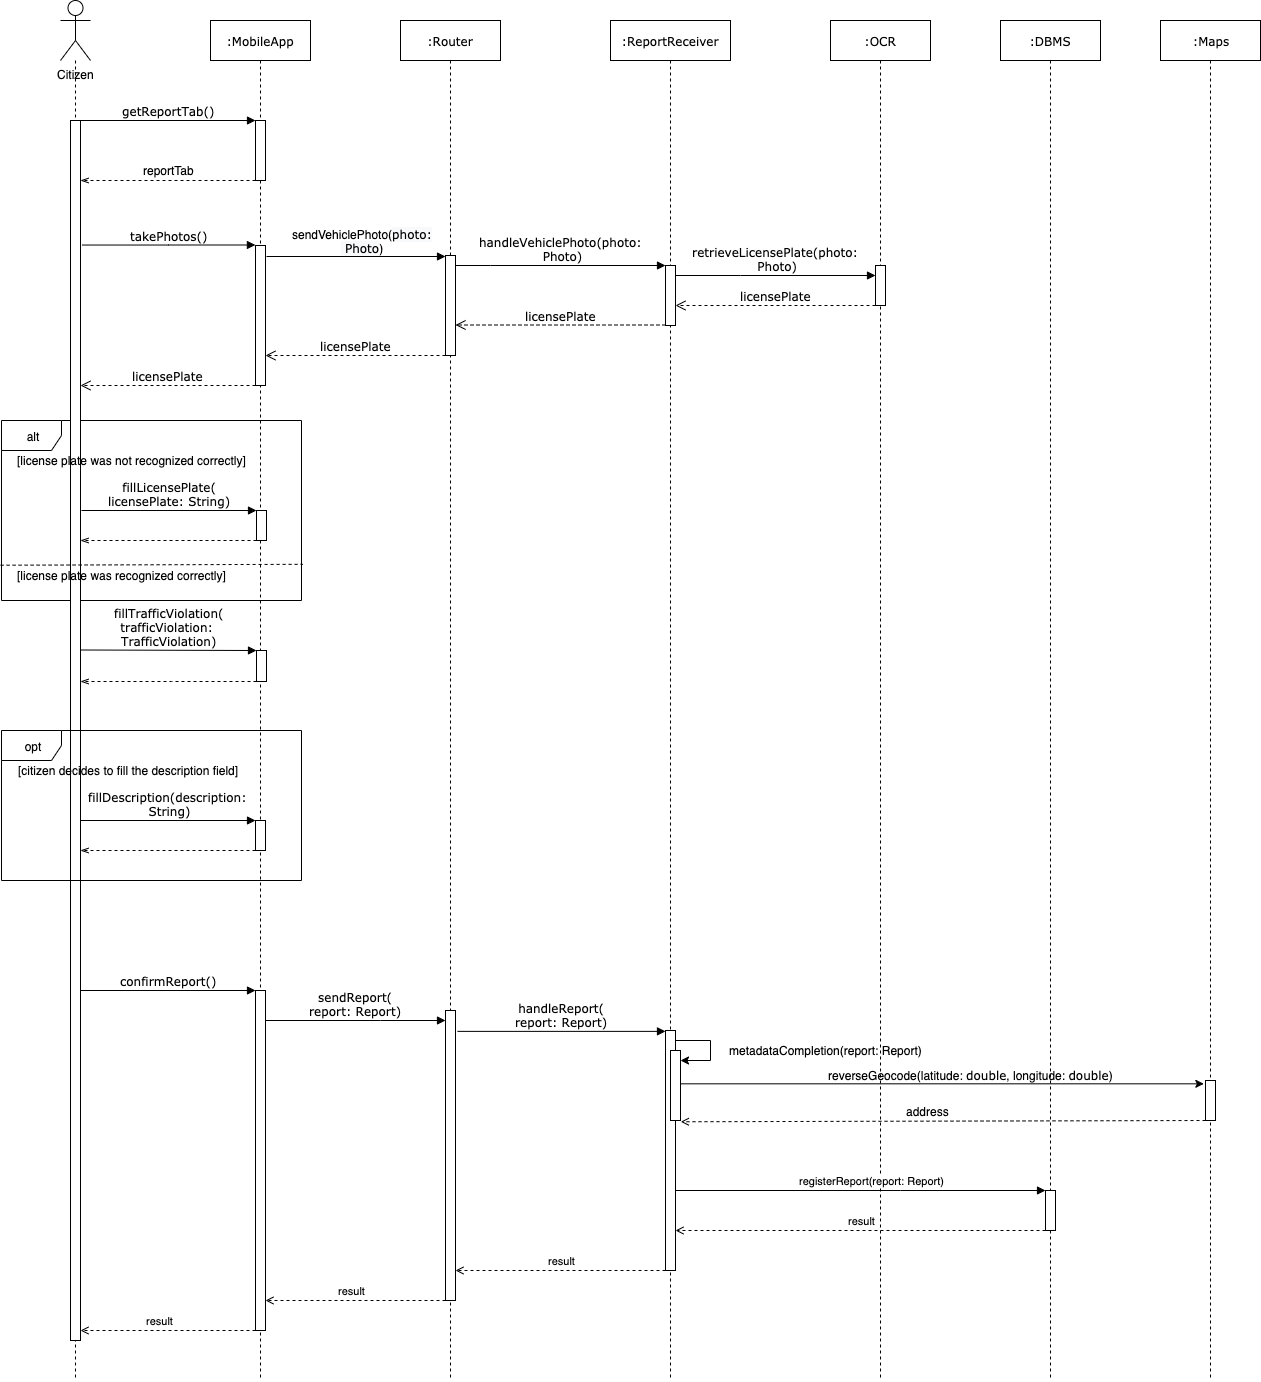 Citizen
:MobileApp
:Router
:ReportReceiver
:OCR
:DBMS
:Maps
getReportTab()
reportTab
takePhotos()
sendVehiclePhoto(photo:
Photo)
handleVehiclePhoto(photo:
Photo)
retrieveLicensePlate(photo:
Photo)
licensePlate
licensePlate
licensePlate
licensePlate
alt
[license plate was not recognized correctly]
fillLicensePlate(
licensePlate: String)
[license plate was recognized correctly]
fillTrafficViolation(
trafficViolation:
TrafficViolation)
opt
[citizen decides to fill the description field]
fillDescription(description:
String)
confirmReport()
sendReport(
report: Report)
handleReport(
report: Report)
metadataCompletion(report: Report)
reverseGeocode(latitude: double, longitude: double)
address
registerReport(report: Report)
result
result
result
result